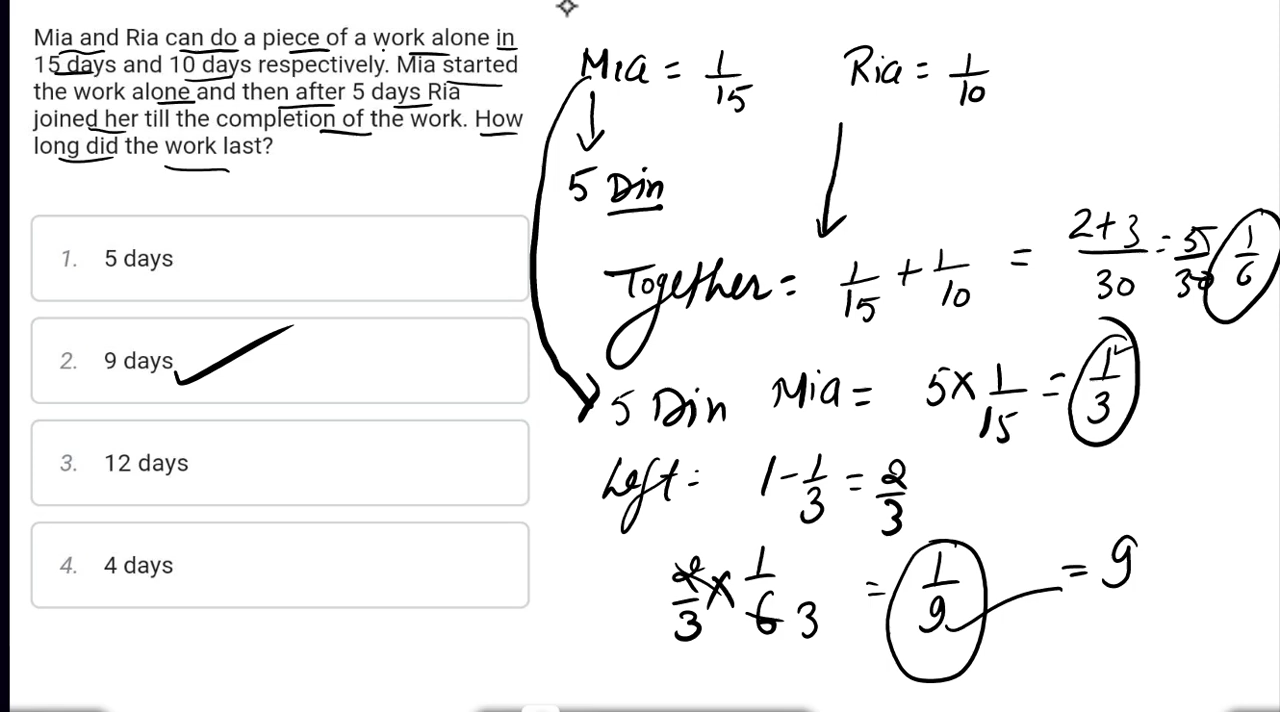 Mia and Ria can do a piece of a work alone in
15 days and 10 days respectively. Mia started
the work alone and then after 5 days Ria
joined her till the completion of the work. How
long did the work last?
1. 5 days
2. 9 days
3. 12 days
4. 4 days
Mia = 1/15 Ria = 1/10
5 Din
Together = 1/15 + 1/10 = 2+3/30 = 5/30 1/6
5 Din Mia = 5 × 1/15 = 1/3
Left = 1 - 1/3 = 2/3
2/3 × 1/6 3 = 1/9 = 9